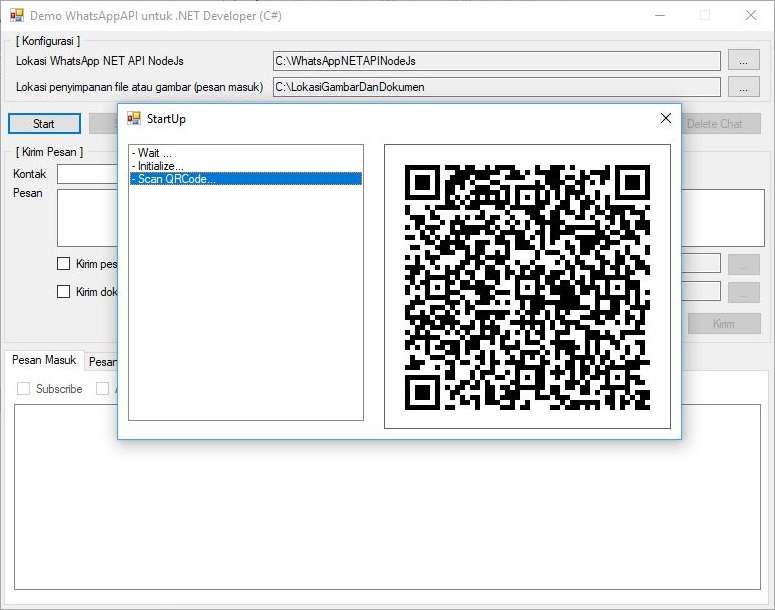 Demo WhatsAppAPI untuk .NET Developer (C#)
[ Konfigurasi ]
Lokasi WhatsApp NET API NodeJs
C:\WhatsAppNETAPINodeJs
...
Lokasi penyimpanan file atau gambar (pesan masuk)
C:\LokasiGambarDanDokumen
...
Start
Delete Chat
StartUp
- Wait ...
- Initialize...
- Scan QRCode...
[ Kirim Pesan ]
Kontak
Pesan
Kirim pes
...
Kirim dok
...
Kirim
Pesan Masuk
Pesan
Subscribe